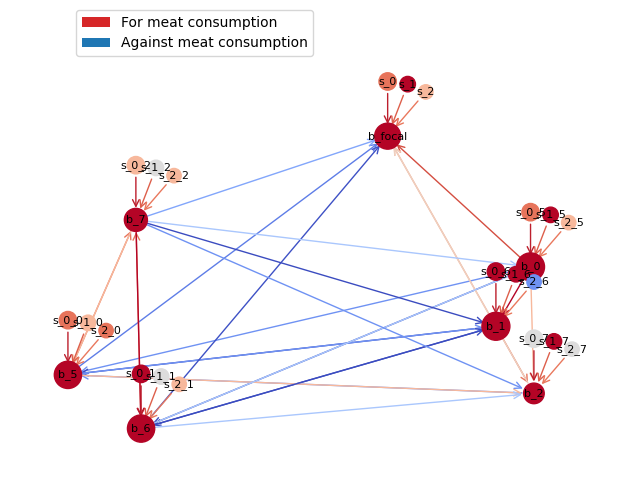 For meat consumption
Against meat consumption
s_0
s_1
s_2
b_focal
s_0_2
s_1_2
s_2_2
b_7
s_0_5
s_1_5
s_2_5
b_0
s_0_6
s_1_6
s_2_6
b_1
s_0_7
s_1_7
s_2_7
b_2
s_0_0
s_1_0
s_2_0
b_5
s_0_1
s_1_1
s_2_1
b_6